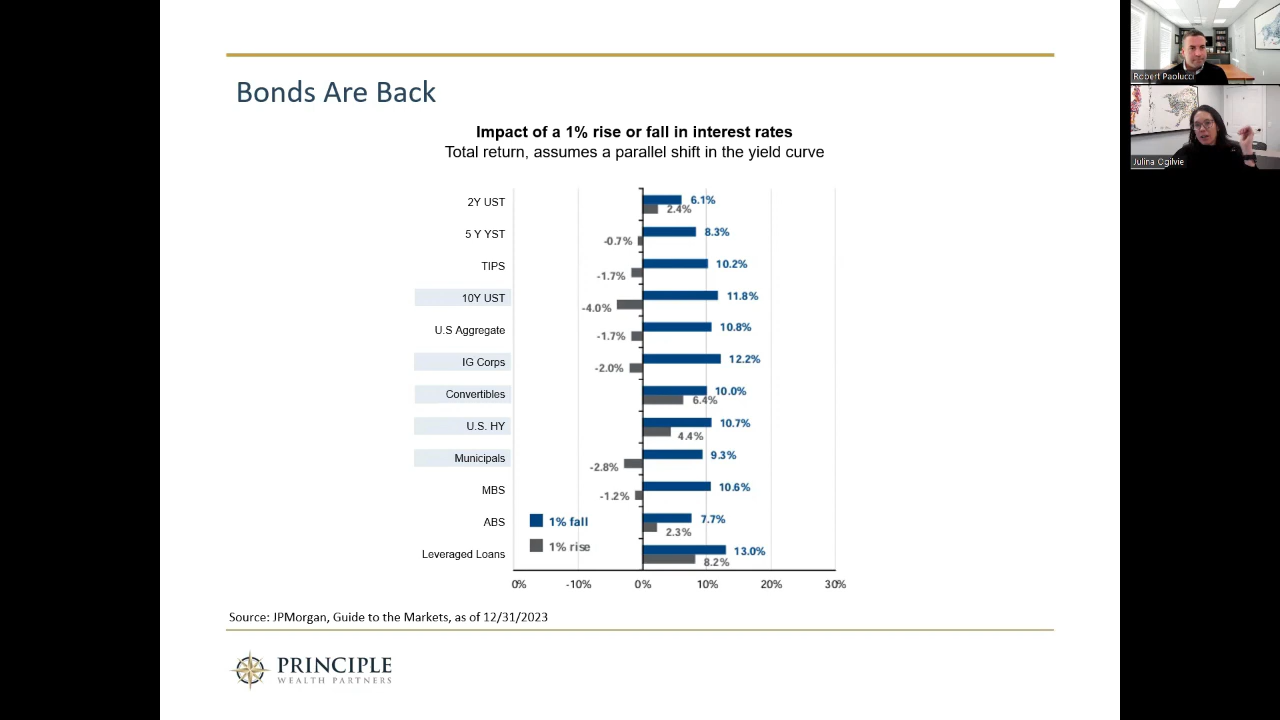 Bonds Are Back
Impact of a 1% rise or fall in interest rates
Total return, assumes a parallel shift in the yield curve
2Y UST
6.1%
2.4%
5 Y YST
-0.7%
8.3%
TIPS
-1.7%
10.2%
10Y UST
-4.0%
11.8%
U.S Aggregate
-1.7%
10.8%
IG Corps
-2.0%
12.2%
Convertibles
10.0%
6.4%
U.S. HY
10.7%
4.4%
Municipals
-2.8%
9.3%
MBS
-1.2%
10.6%
ABS
7.7%
2.3%
Leveraged Loans
13.0%
8.2%
1% fall
1% rise
0% -10% 0% 10% 20% 30%
Source: JPMorgan, Guide to the Markets, as of 12/31/2023
PRINCIPLE
WEALTH PARTNERS
Robert Paolucci
Julina Ogilvie